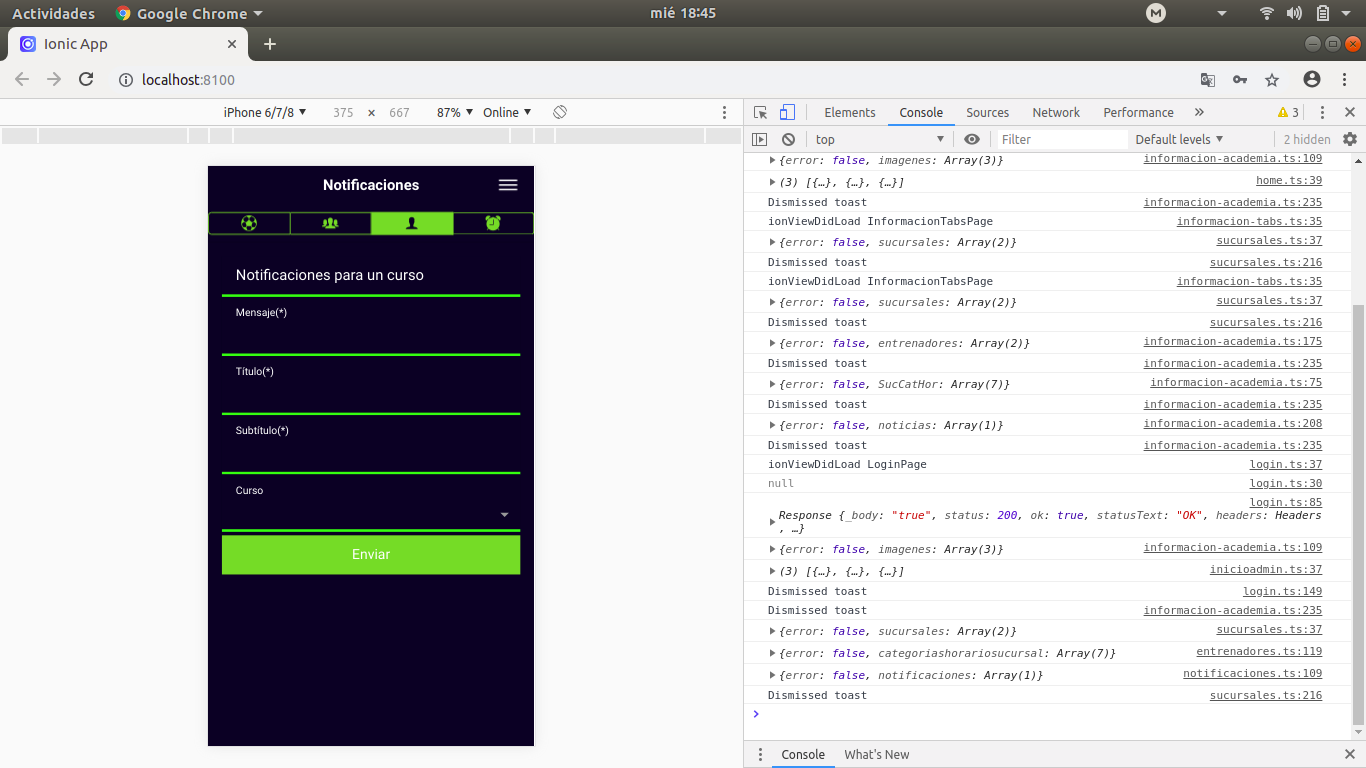 Actividades Google Chrome mié 18:45
Ionic App
localhost:8100
iPhone 6/7/8 375 × 667 87% Online
Notificaciones
Notificaciones para un curso
Mensaje(*)
Título(*)
Subtítulo(*)
Curso
Enviar
Elements Console Sources Network Performance » 3
top Filter Default levels 2 hidden
{error: false, imagenes: Array(3)} informacion-academia.ts:109
(3) [{…}, {…}, {…}] home.ts:39
Dismissed toast informacion-academia.ts:235
ionViewDidLoad InformacionTabsPage informacion-tabs.ts:35
{error: false, sucursales: Array(2)} sucursales.ts:37
Dismissed toast sucursales.ts:216
ionViewDidLoad InformacionTabsPage informacion-tabs.ts:35
{error: false, sucursales: Array(2)} sucursales.ts:37
Dismissed toast sucursales.ts:216
{error: false, entrenadores: Array(2)} informacion-academia.ts:175
Dismissed toast informacion-academia.ts:235
{error: false, SucCatHor: Array(7)} informacion-academia.ts:75
Dismissed toast informacion-academia.ts:235
{error: false, noticias: Array(1)} informacion-academia.ts:208
Dismissed toast informacion-academia.ts:235
ionViewDidLoad LoginPage login.ts:37
null login.ts:30
login.ts:85
Response {_body: "true", status: 200, ok: true, statusText: "OK", headers: Headers
, …}
{error: false, imagenes: Array(3)} informacion-academia.ts:109
(3) [{…}, {…}, {…}] inicioadmin.ts:37
Dismissed toast login.ts:149
Dismissed toast informacion-academia.ts:235
{error: false, sucursales: Array(2)} sucursales.ts:37
{error: false, categoriashorariosucursal: Array(7)} entrenadores.ts:119
{error: false, notificaciones: Array(1)} notificaciones.ts:109
Dismissed toast sucursales.ts:216
Console What's New